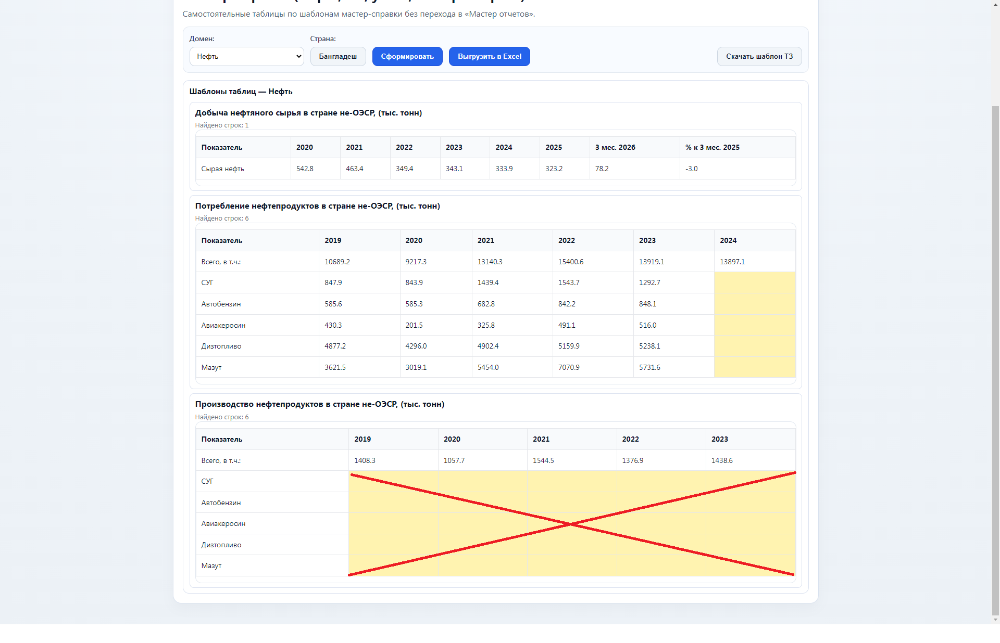 Самостоятельные таблицы по шаблонам мастер-справки без перехода в «Мастер отчетов».
Домен: Страна:
Нефть Бангладеш Сформировать Выгрузить в Excel Скачать шаблон ТЗ
Шаблоны таблиц — Нефть
Добыча нефтяного сырья в стране не-ОЭСР, (тыс. тонн)
Найдено строк: 1
Показатель 2020 2021 2022 2023 2024 2025 3 мес. 2026 % к 3 мес. 2025
Сырая нефть 542.8 463.4 349.4 343.1 333.9 323.2 78.2 -3.0
Потребление нефтепродуктов в стране не-ОЭСР, (тыс. тонн)
Найдено строк: 6
Показатель 2019 2020 2021 2022 2023 2024
Всего, в т.ч.: 10689.2 9217.3 13140.3 15400.6 13919.1 13897.1
СУГ 847.9 843.9 1439.4 1543.7 1292.7
Автобензин 585.6 585.3 682.8 842.2 848.1
Авиакеросин 430.3 201.5 325.8 491.1 516.0
Дизтопливо 4877.2 4296.0 4902.4 5159.9 5238.1
Мазут 3621.5 3019.1 5454.0 7070.9 5731.6
Производство нефтепродуктов в стране не-ОЭСР, (тыс. тонн)
Найдено строк: 6
Показатель 2019 2020 2021 2022 2023
Всего, в т.ч.: 1408.3 1057.7 1544.5 1376.9 1438.6
СУГ
Автобензин
Авиакеросин
Дизтопливо
Мазут